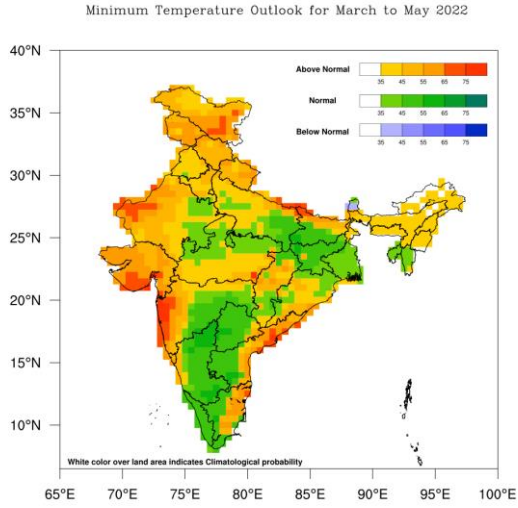 Minimum Temperature Outlook for March to May 2022
40°N
35°N
30°N
25°N
20°N
15°N
10°N
Above Normal
35 45 55 65 75
Normal
35 45 55 65 75
Below Normal
35 45 55 65 75
White color over land area indicates Climatological probability
65°E 70°E 75°E 80°E 85°E 90°E 95°E 100°E